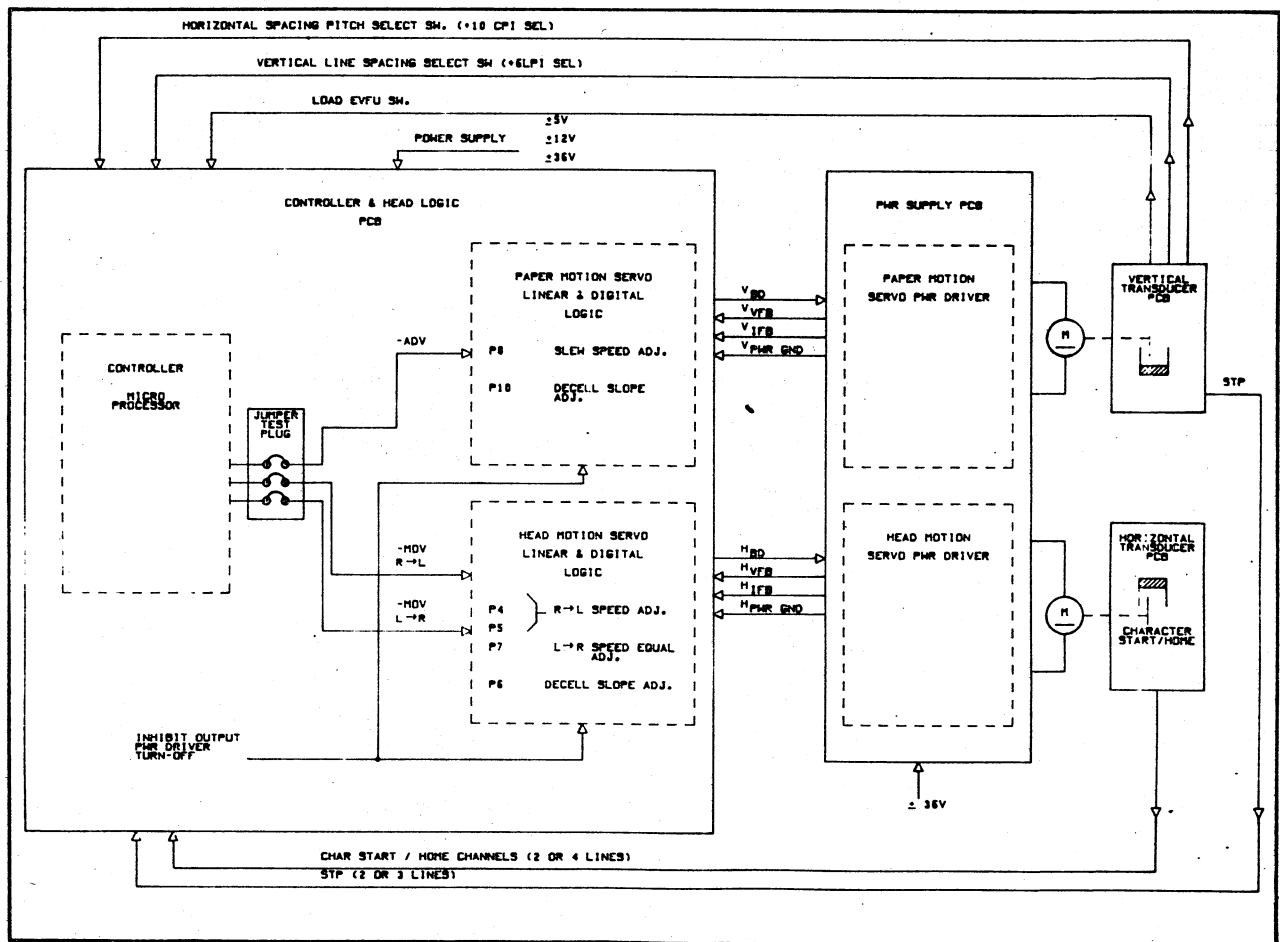 HORIZONTAL SPACING PITCH SELECT SW. (+10 CPI SEL)
VERTICAL LINE SPACING SELECT SW (+6LPI SEL)
LOAD EVFU SW.
POWER SUPPLY
±5V
±12V
±36V
CONTROLLER & HEAD LOGIC
PCB
PWR SUPPLY PCB
PAPER MOTION SERVO
LINEAR & DIGITAL
LOGIC
P8 SLEW SPEED ADJ.
P10 DECELL SLOPE
ADJ.
CONTROLLER
MICRO
PROCESSOR
JUMPER
TEST
PLUG
-ADV
V BD
V VFB
V IFB
V PWR GND
PAPER MOTION
SERVO PWR DRIVER
M
VERTICAL
TRANSDUCER
PCB
STP
HEAD MOTION SERVO
LINEAR & DIGITAL
LOGIC
-MOV
R→L
-MOV
L→R
P4
P5
R→L SPEED ADJ.
P7 L→R SPEED EQUAL
ADJ.
P6 DECELL SLOPE ADJ.
H BD
H VFB
H IFB
H PWR GND
HEAD MOTION
SERVO PWR DRIVER
M
HORIZONTAL
TRANSDUCER
PCB
CHARACTER
START/HOME
INHIBIT OUTPUT
PWR DRIVER
TURN-OFF
± 36V
CHAR START / HOME CHANNELS (2 OR 4 LINES)
STP (2 OR 3 LINES)